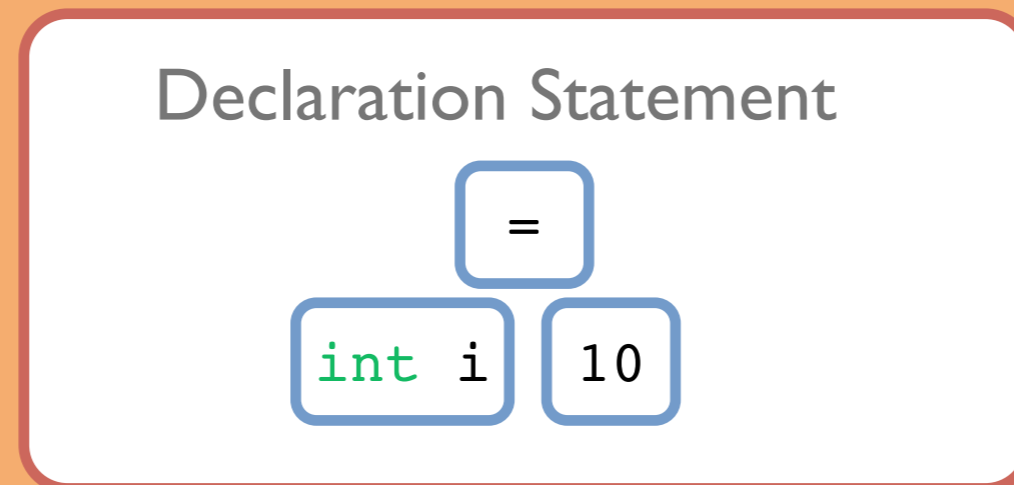 Declaration Statement
=
int i 10